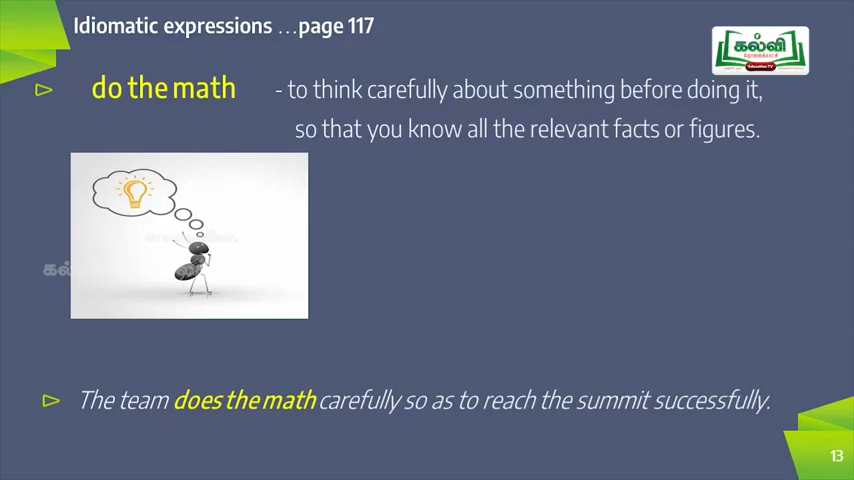 Idiomatic expressions …page 117
கல்வி
தொலைக்காட்சி
Education TV
do the math - to think carefully about something before doing it,
so that you know all the relevant facts or figures.
The team does the math carefully so as to reach the summit successfully.
13